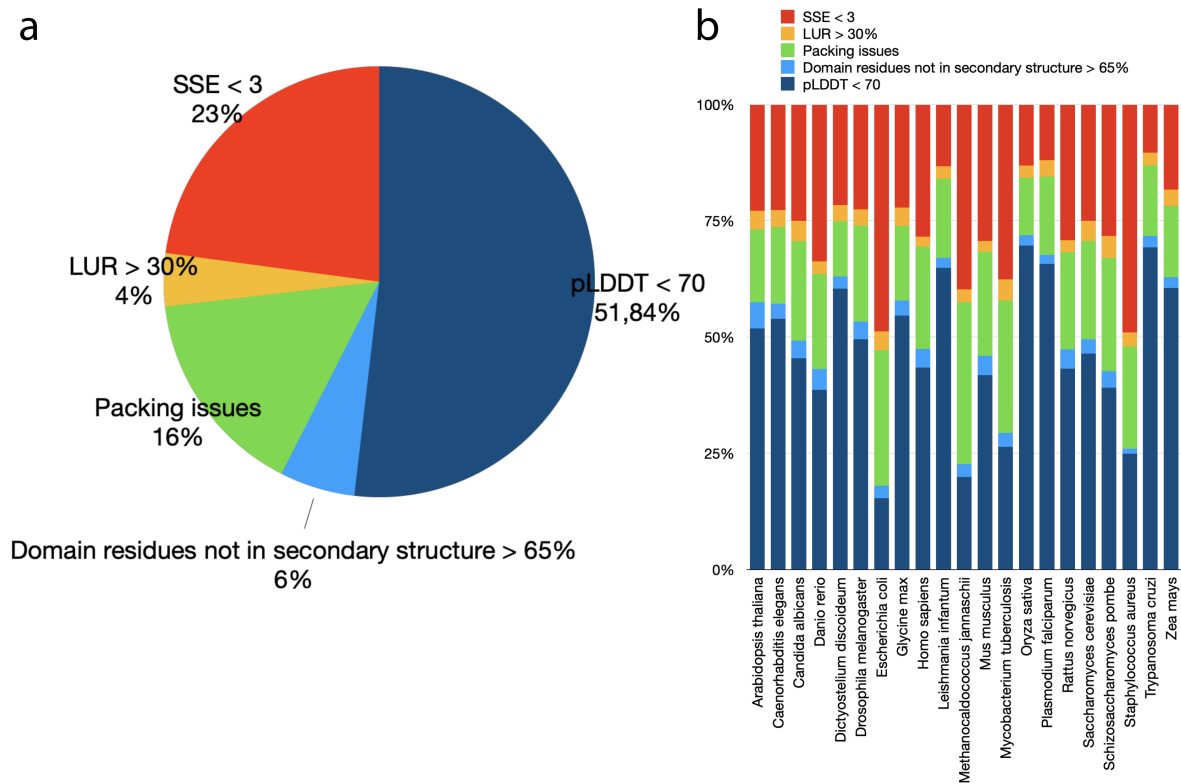 a
SSE < 3
23%
LUR > 30%
4%
Packing issues
16%
pLDDT < 70
51,84%
Domain residues not in secondary structure > 65%
6%
b
SSE < 3
LUR > 30%
Packing issues
Domain residues not in secondary structure > 65%
pLDDT < 70
100%
75%
50%
25%
0%
Arabidopsis thaliana
Caenorhabditis elegans
Candida albicans
Danio rerio
Dictyostelium discoideum
Drosophila melanogaster
Escherichia coli
Glycine max
Homo sapiens
Leishmania infantum
Methanocaldococcus jannaschii
Mus musculus
Mycobacterium tuberculosis
Oryza sativa
Plasmodium falciparum
Rattus norvegicus
Saccharomyces cerevisiae
Schizosaccharomyces pombe
Staphylococcus aureus
Trypanosoma cruzi
Zea mays